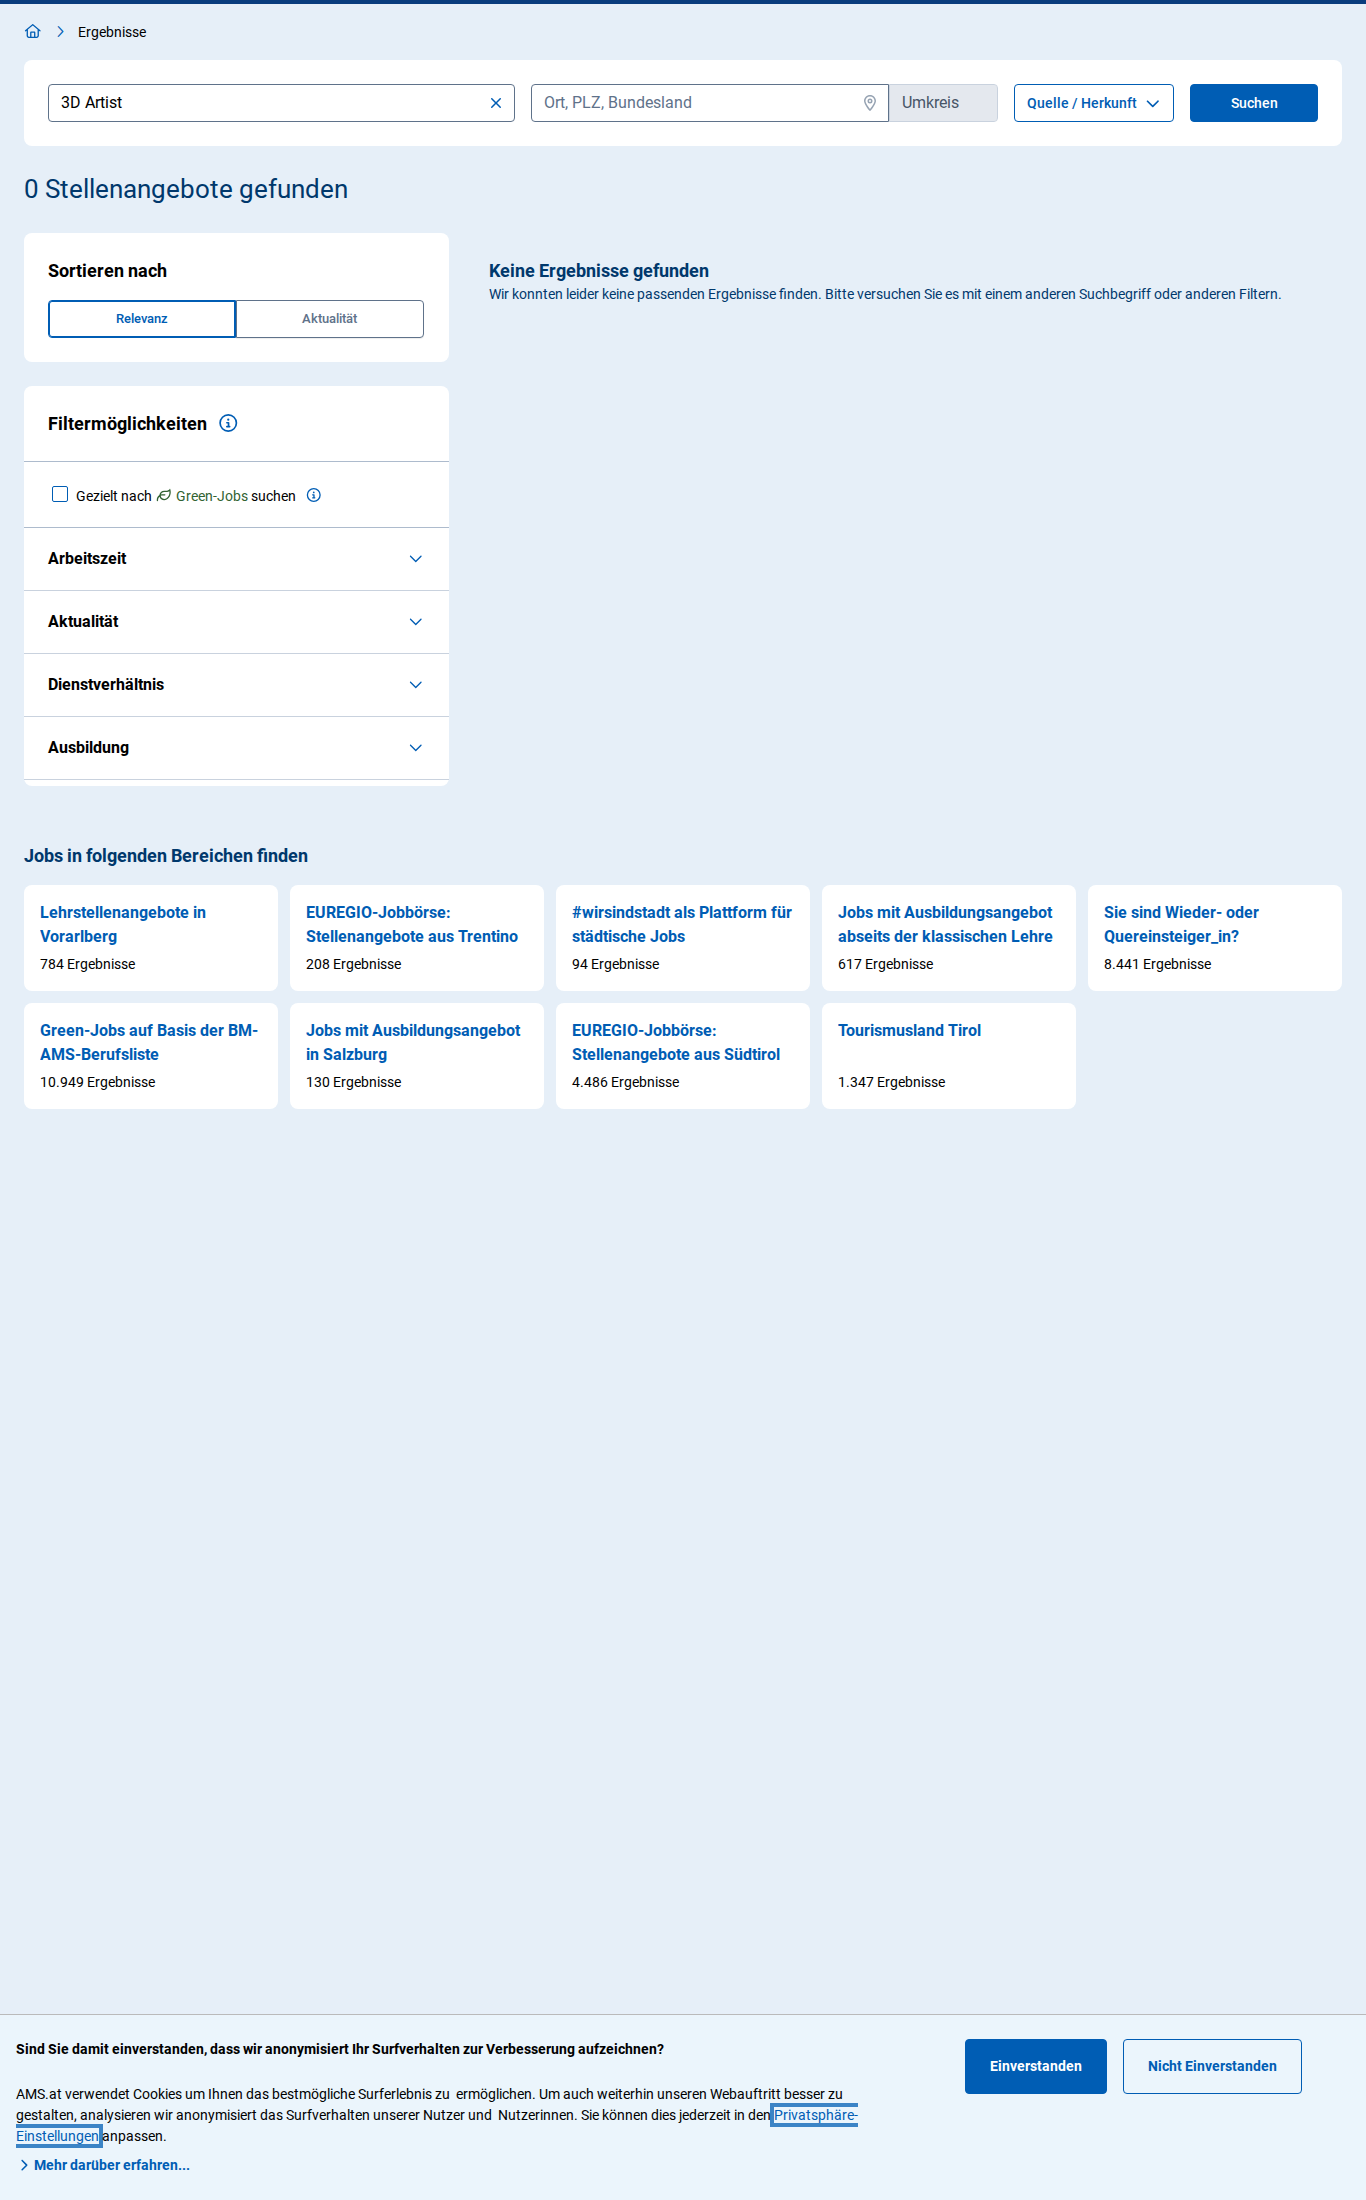 Ergebnisse
3D Artist
Ort, PLZ, Bundesland
Umkreis
Quelle / Herkunft
Suchen
0 Stellenangebote gefunden
Sortieren nach
Relevanz
Aktualität
Keine Ergebnisse gefunden
Wir konnten leider keine passenden Ergebnisse finden. Bitte versuchen Sie es mit einem anderen Suchbegriff oder anderen Filtern.
Filtermöglichkeiten
Gezielt nach Green-Jobs suchen
Arbeitszeit
Aktualität
Dienstverhältnis
Ausbildung
Jobs in folgenden Bereichen finden
Lehrstellenangebote in
Vorarlberg
784 Ergebnisse
EUREGIO-Jobbörse:
Stellenangebote aus Trentino
208 Ergebnisse
#wirsindstadt als Plattform für
städtische Jobs
94 Ergebnisse
Jobs mit Ausbildungsangebot
abseits der klassischen Lehre
617 Ergebnisse
Sie sind Wieder- oder
Quereinsteiger_in?
8.441 Ergebnisse
Green-Jobs auf Basis der BM-
AMS-Berufsliste
10.949 Ergebnisse
Jobs mit Ausbildungsangebot
in Salzburg
130 Ergebnisse
EUREGIO-Jobbörse:
Stellenangebote aus Südtirol
4.486 Ergebnisse
Tourismusland Tirol
1.347 Ergebnisse
Sind Sie damit einverstanden, dass wir anonymisiert Ihr Surfverhalten zur Verbesserung aufzeichnen?
AMS.at verwendet Cookies um Ihnen das bestmögliche Surferlebnis zu ermöglichen. Um auch weiterhin unseren Webauftritt besser zu
gestalten, analysieren wir anonymisiert das Surfverhalten unserer Nutzer und Nutzerinnen. Sie können dies jederzeit in den Privatsphäre-
Einstellungen anpassen.
Mehr darüber erfahren...
Einverstanden
Nicht Einverstanden